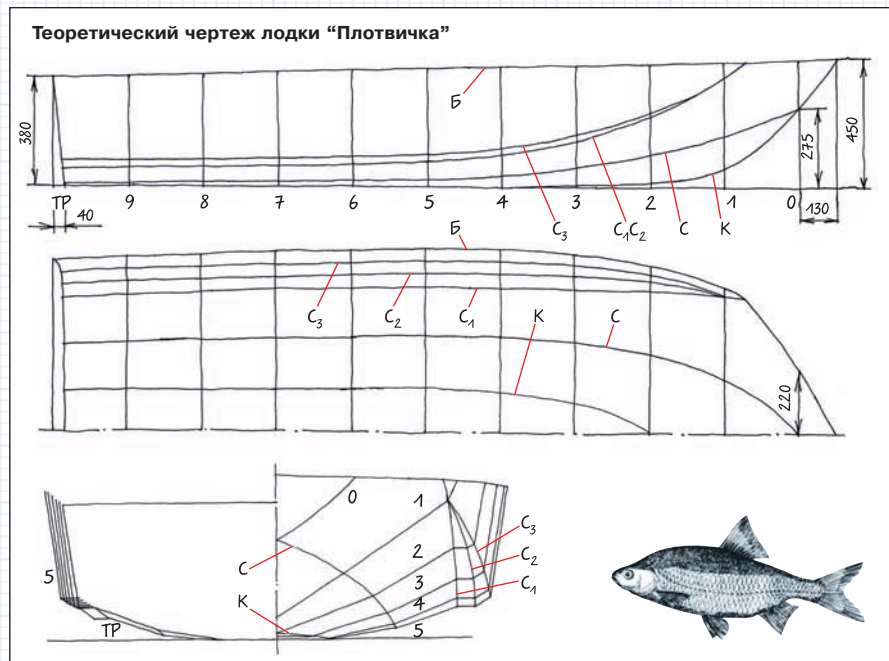 Теоретический чертеж лодки “Плотвичка”
Б
380
275
450
ТР 9 8 7 6 5 4 3 2 1 0 130
40
С₃ С₁С₂ С К
Б
С₃ С₂ С₁ К С
220
0 1
5 С 2 С₃
3 С₂
К 4 С₁
ТР 5